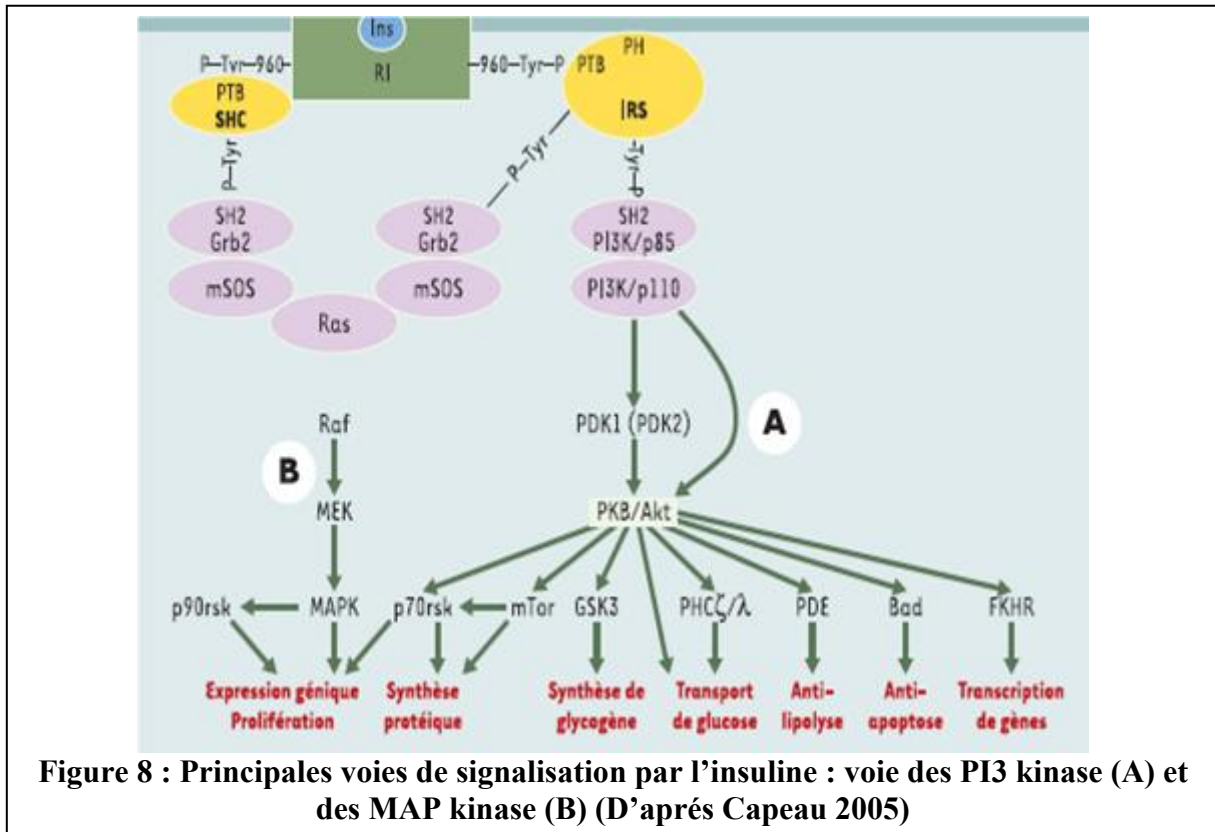 Ins
RI
P–Tyr–960
–960–Tyr–P
PTB
PH
IRS
PTB
SHC
P–Tyr
P–Tyr
Tyr–P
SH2
Grb2
SH2
Grb2
SH2
PI3K/p85
mSOS
mSOS
PI3K/p110
Ras
Raf
PDK1 (PDK2)
A
B
MEK
PKB/Akt
p90rsk
MAPK
p70rsk
mTor
GSK3
PHCζ/λ
PDE
Bad
FKHR
Expression génique
Prolifération
Synthèse
protéique
Synthèse de
glycogène
Transport
de glucose
Anti-
lipolyse
Anti-
apoptose
Transcription
de gènes
Figure 8 : Principales voies de signalisation par l’insuline : voie des PI3 kinase (A) et
des MAP kinase (B) (D’aprés Capeau 2005)